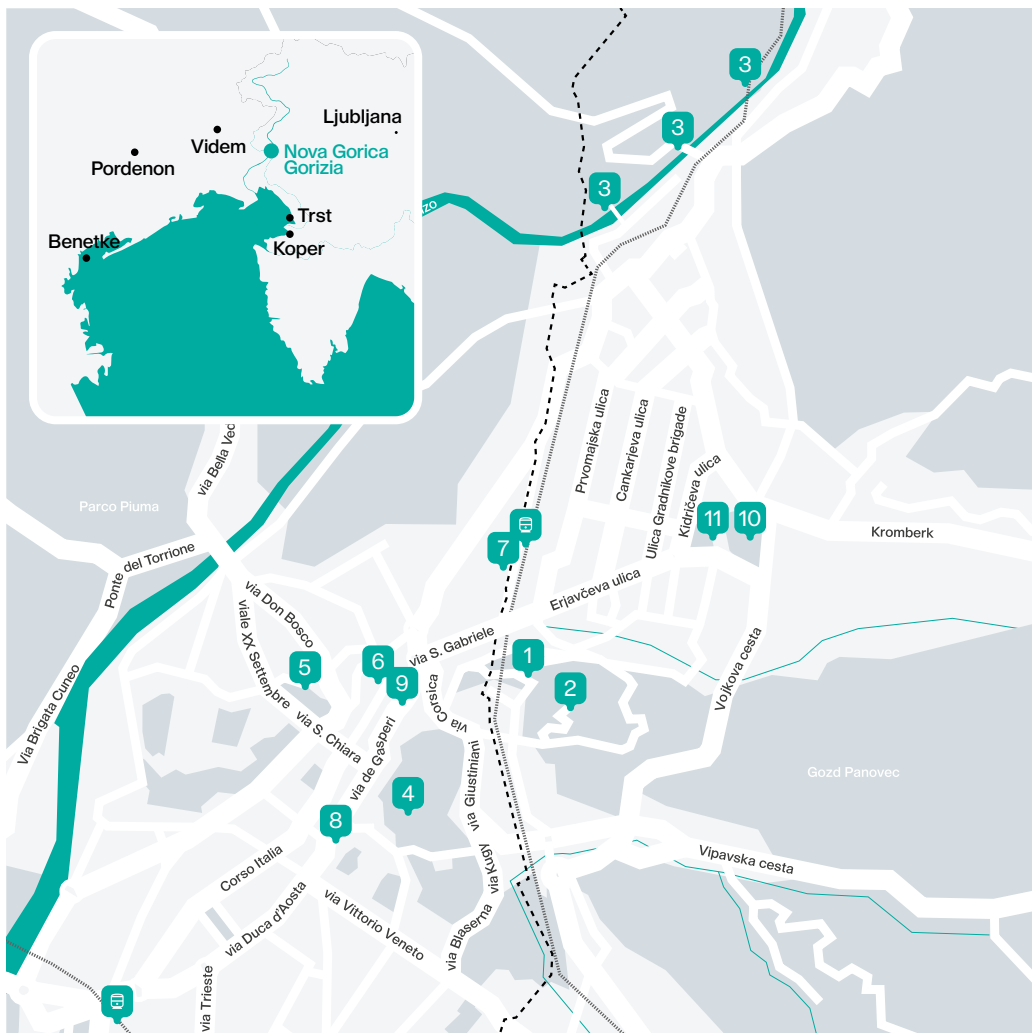 3
3
3
Ljubljana
Videm
Nova Gorica
Gorizia
Pordenon
Trst
Koper
Benetke
zo
via Bella Vec
Parco Piuma
Ponte del Torrione
Via Brigata Cuneo
via Don Bosco
viale XX Settembre
via S. Chiara
via de Gasperi
via S. Gabriele
via Corsica
via Giustiniani
via Kugy
via Blaserna
Corso Italia
via Duca d'Aosta
via Vittorio Veneto
via Trieste
Prvomajska ulica
Cankarjeva ulica
Ulica Gradnikove brigade
Kidričeva ulica
Erjavčeva ulica
Kromberk
Vojkova cesta
Gozd Panovec
Vipavska cesta
11
10
7
1
2
5
6
9
4
8